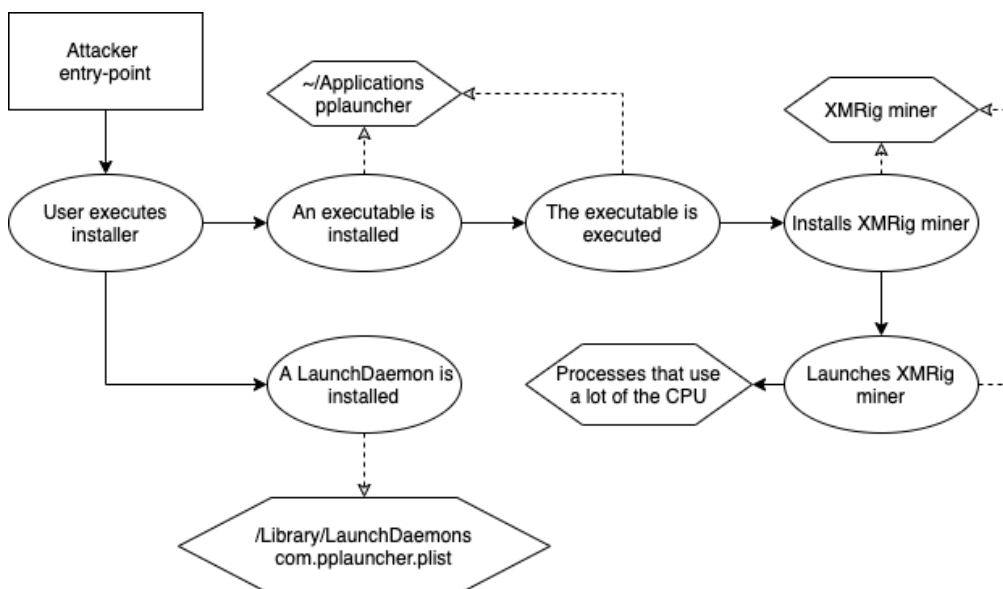 Attacker
entry-point
~/Applications
pplauncher
XMRig miner
User executes
installer
An executable is
installed
The executable is
executed
Installs XMRig miner
A LaunchDaemon is
installed
Processes that use
a lot of the CPU
Launches XMRig
miner
/Library/LaunchDaemons
com.pplauncher.plist